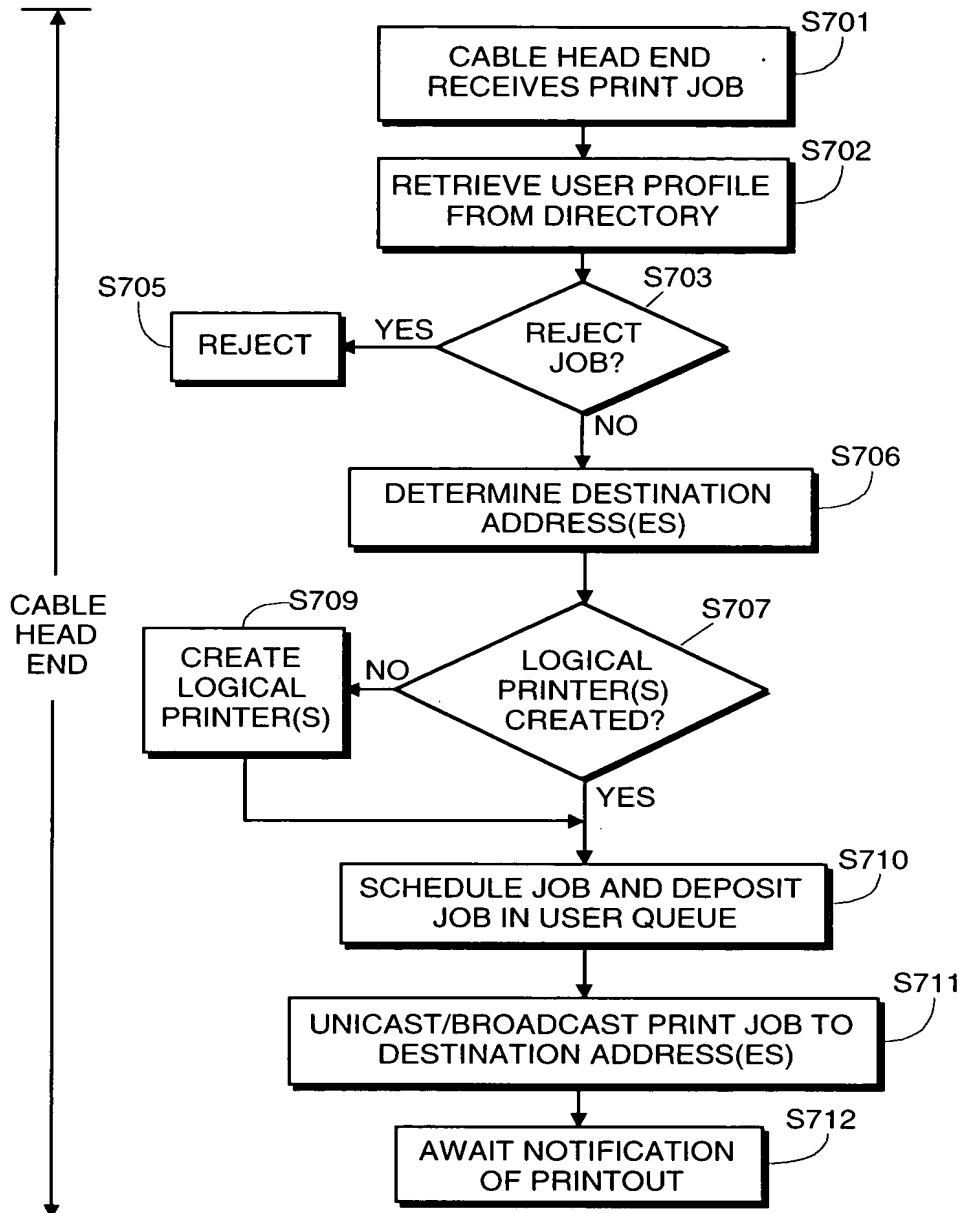 S701
CABLE HEAD END
RECEIVES PRINT JOB
S702
RETRIEVE USER PROFILE
FROM DIRECTORY
S703
REJECT
JOB?
YES
S705
REJECT
NO
S706
DETERMINE DESTINATION
ADDRESS(ES)
S707
LOGICAL
PRINTER(S)
CREATED?
NO
S709
CREATE
LOGICAL
PRINTER(S)
YES
CABLE
HEAD
END
S710
SCHEDULE JOB AND DEPOSIT
JOB IN USER QUEUE
S711
UNICAST/BROADCAST PRINT JOB TO
DESTINATION ADDRESS(ES)
S712
AWAIT NOTIFICATION
OF PRINTOUT